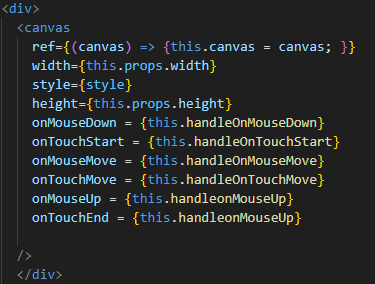 <div>
<canvas
ref={(canvas) => {this.canvas = canvas; }}
width={this.props.width}
style={style}
height={this.props.height}
onMouseDown = {this.handleOnMouseDown}
onTouchStart = {this.handleOnTouchStart}
onMouseMove = {this.handleOnMouseMove}
onTouchMove = {this.handleOnTouchMove}
onMouseUp = {this.handleonMouseUp}
onTouchEnd = {this.handleonMouseUp}
/>
</div>